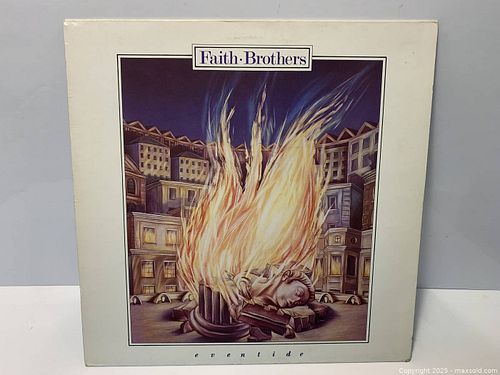 Faith · Brothers
eventide
Copyright © 2025 - maxsold.com